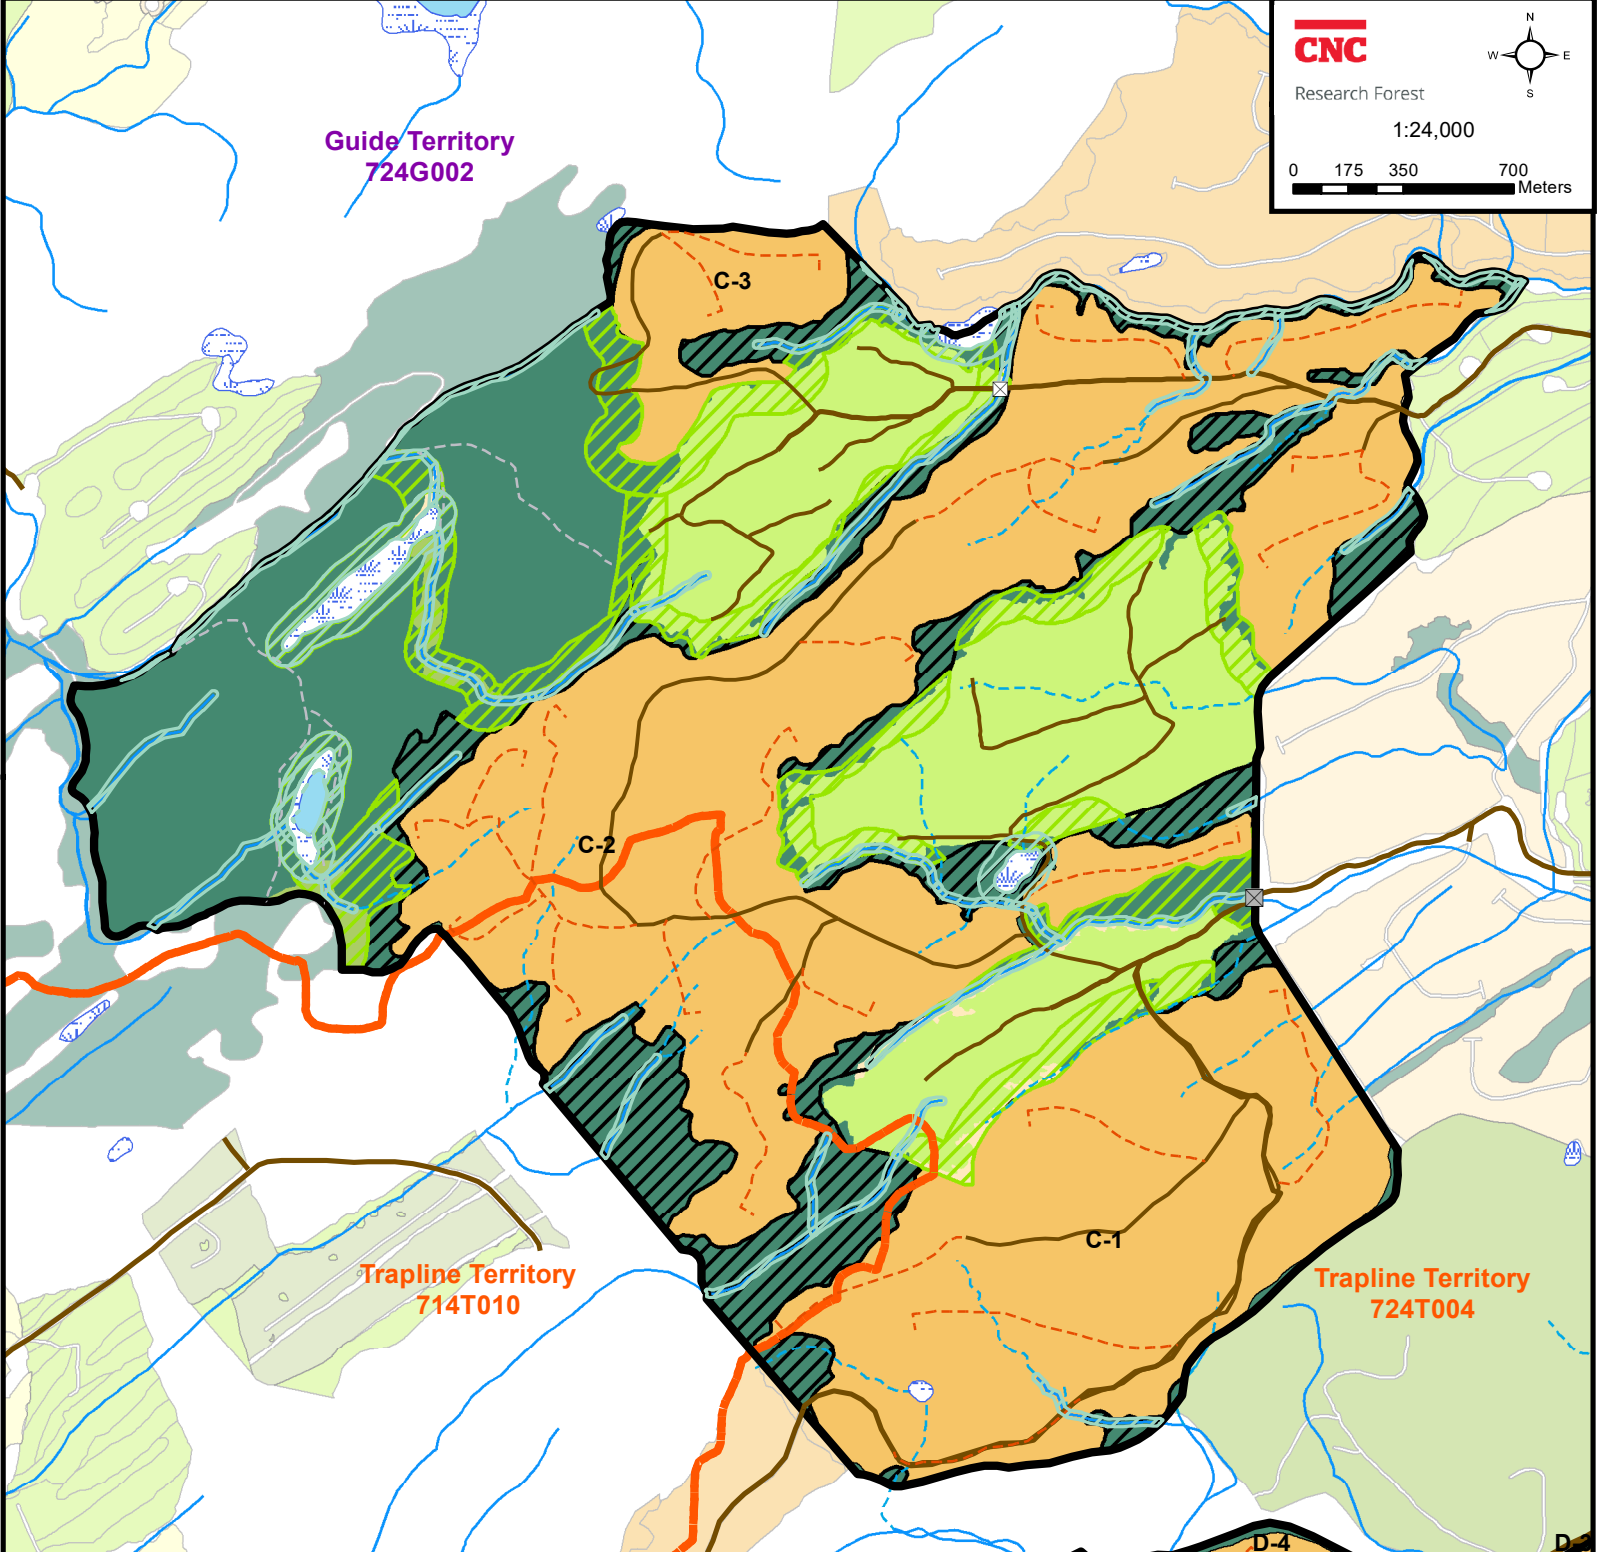 CNC
Research Forest
N
W E
S
1:24,000
0 175 350 700
Meters
Guide Territory
724G002
C-3
C-2
C-1
Trapline Territory
714T010
Trapline Territory
724T004
D-4